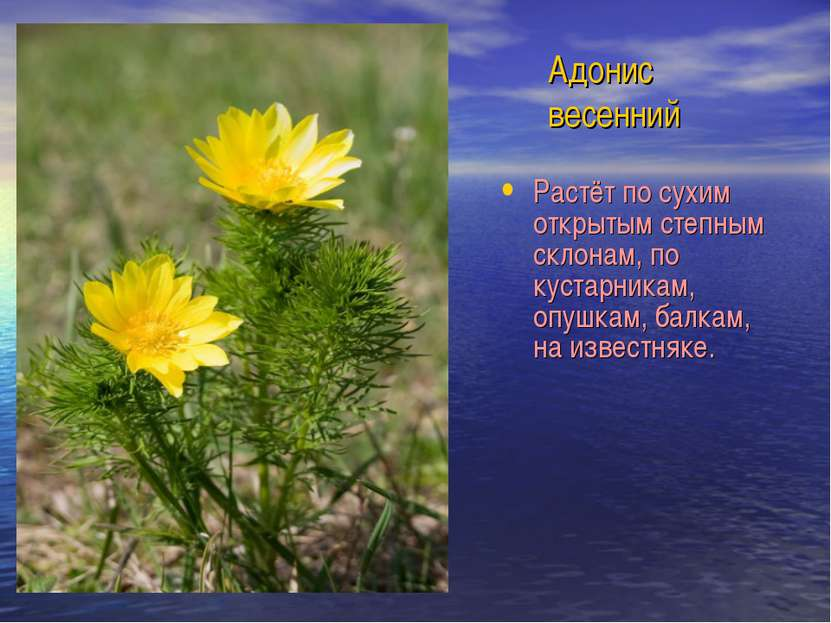 Адонис
весенний
Растёт по сухим
открытым степным
склонам, по
кустарникам,
опушкам, балкам,
на известняке.